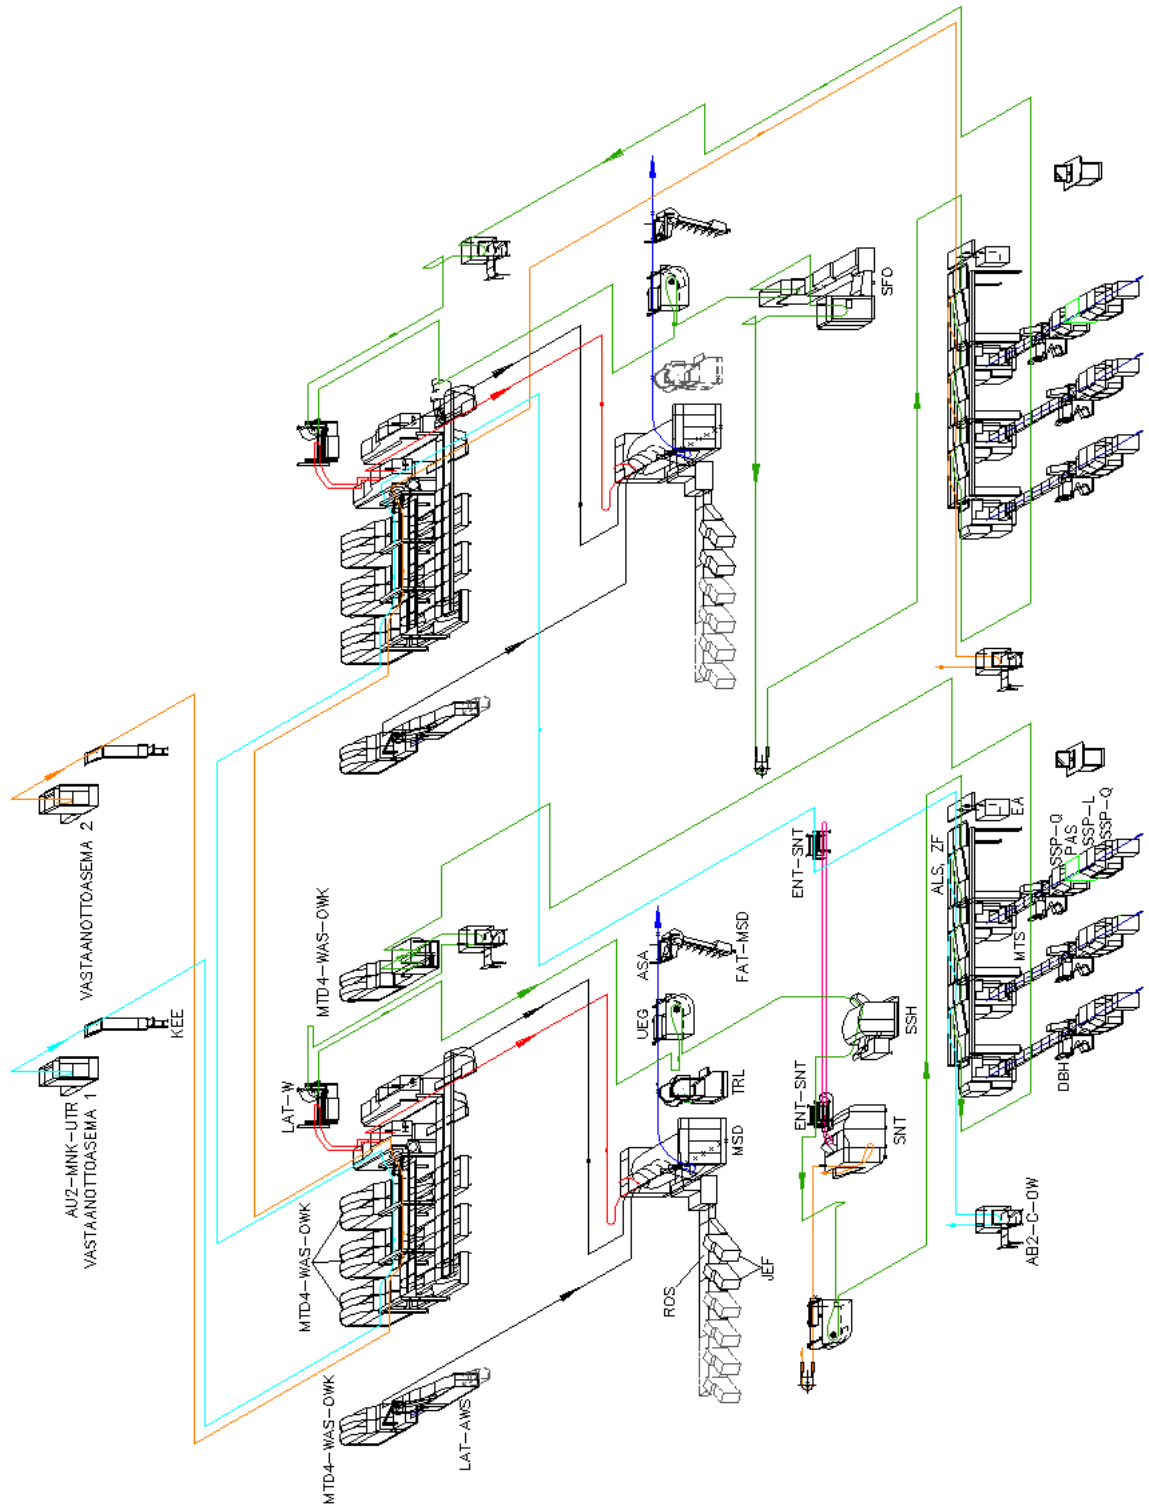 VASTAANOTTOASEMA 2
AU2-MNK-UTR
VASTAANOTTOASEMA 1
KEE
MTD4-WAS-OWK
LAT-W
MTD4-WAS-OWK
MTD4-WAS-OWK
LAT-AWS
UEG
ASA
FAT-MSD
TRL
MSD
ROS
JEF
SFO
ENT-SNT
ENT-SNT
SSH
SNT
ALS, ZF
EA
MTS
SSP-Q
PAS
SSP-L
SSP-Q
DBH
AB2-C-OW